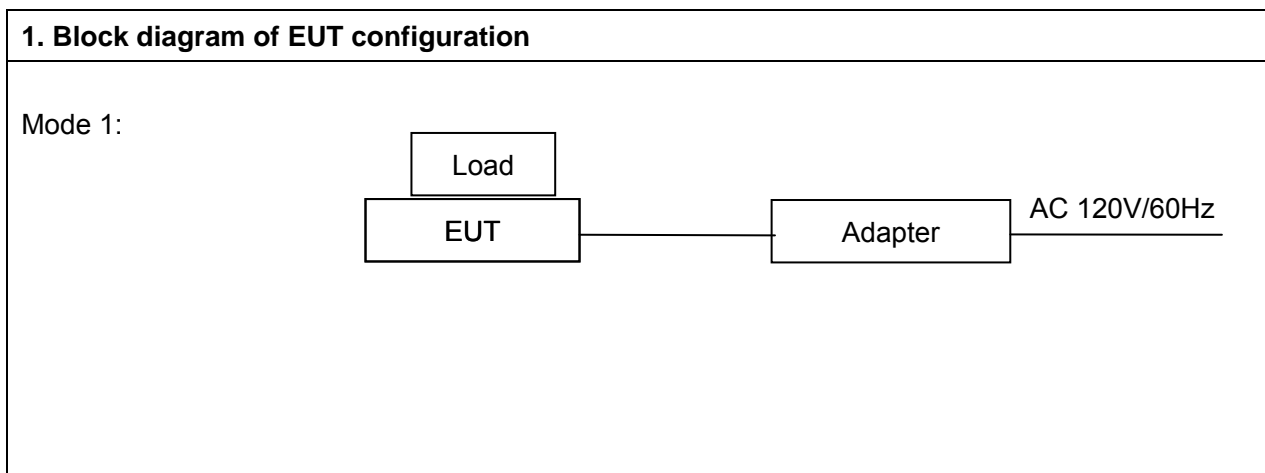 1. Block diagram of EUT configuration
Mode 1:
Load
EUT
Adapter
AC 120V/60Hz